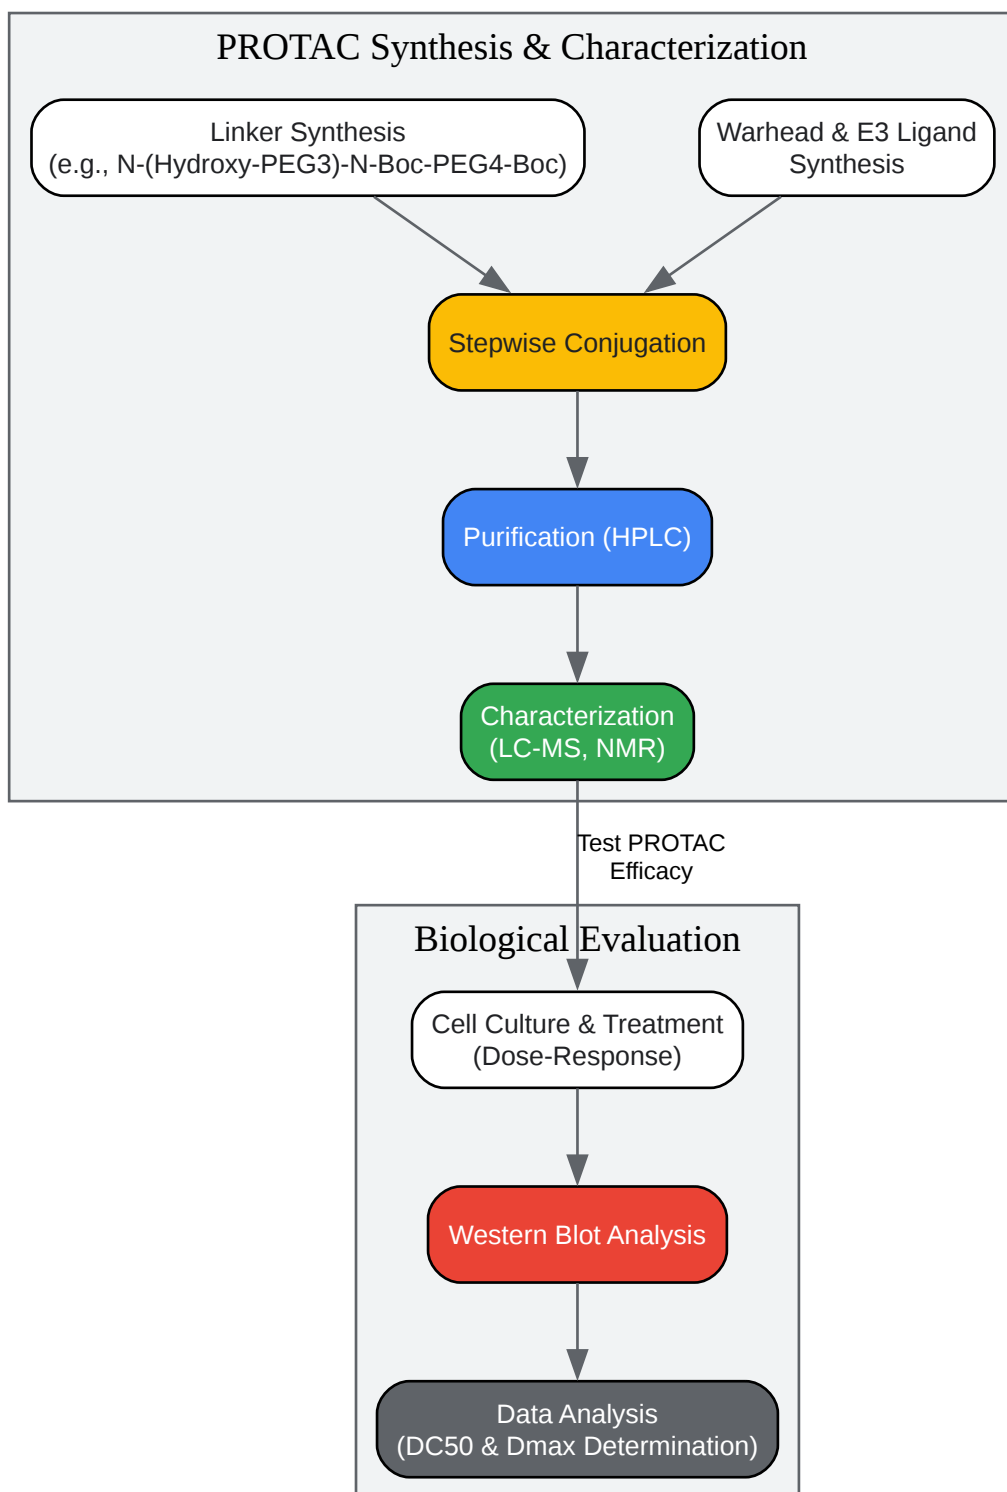 PROTAC Synthesis & Characterization
Linker Synthesis
(e.g., N-(Hydroxy-PEG3)-N-Boc-PEG4-Boc)
Warhead & E3 Ligand
Synthesis
Stepwise Conjugation
Purification (HPLC)
Characterization
(LC-MS, NMR)
Test PROTAC
Efficacy
Biological Evaluation
Cell Culture & Treatment
(Dose-Response)
Western Blot Analysis
Data Analysis
(DC50 & Dmax Determination)